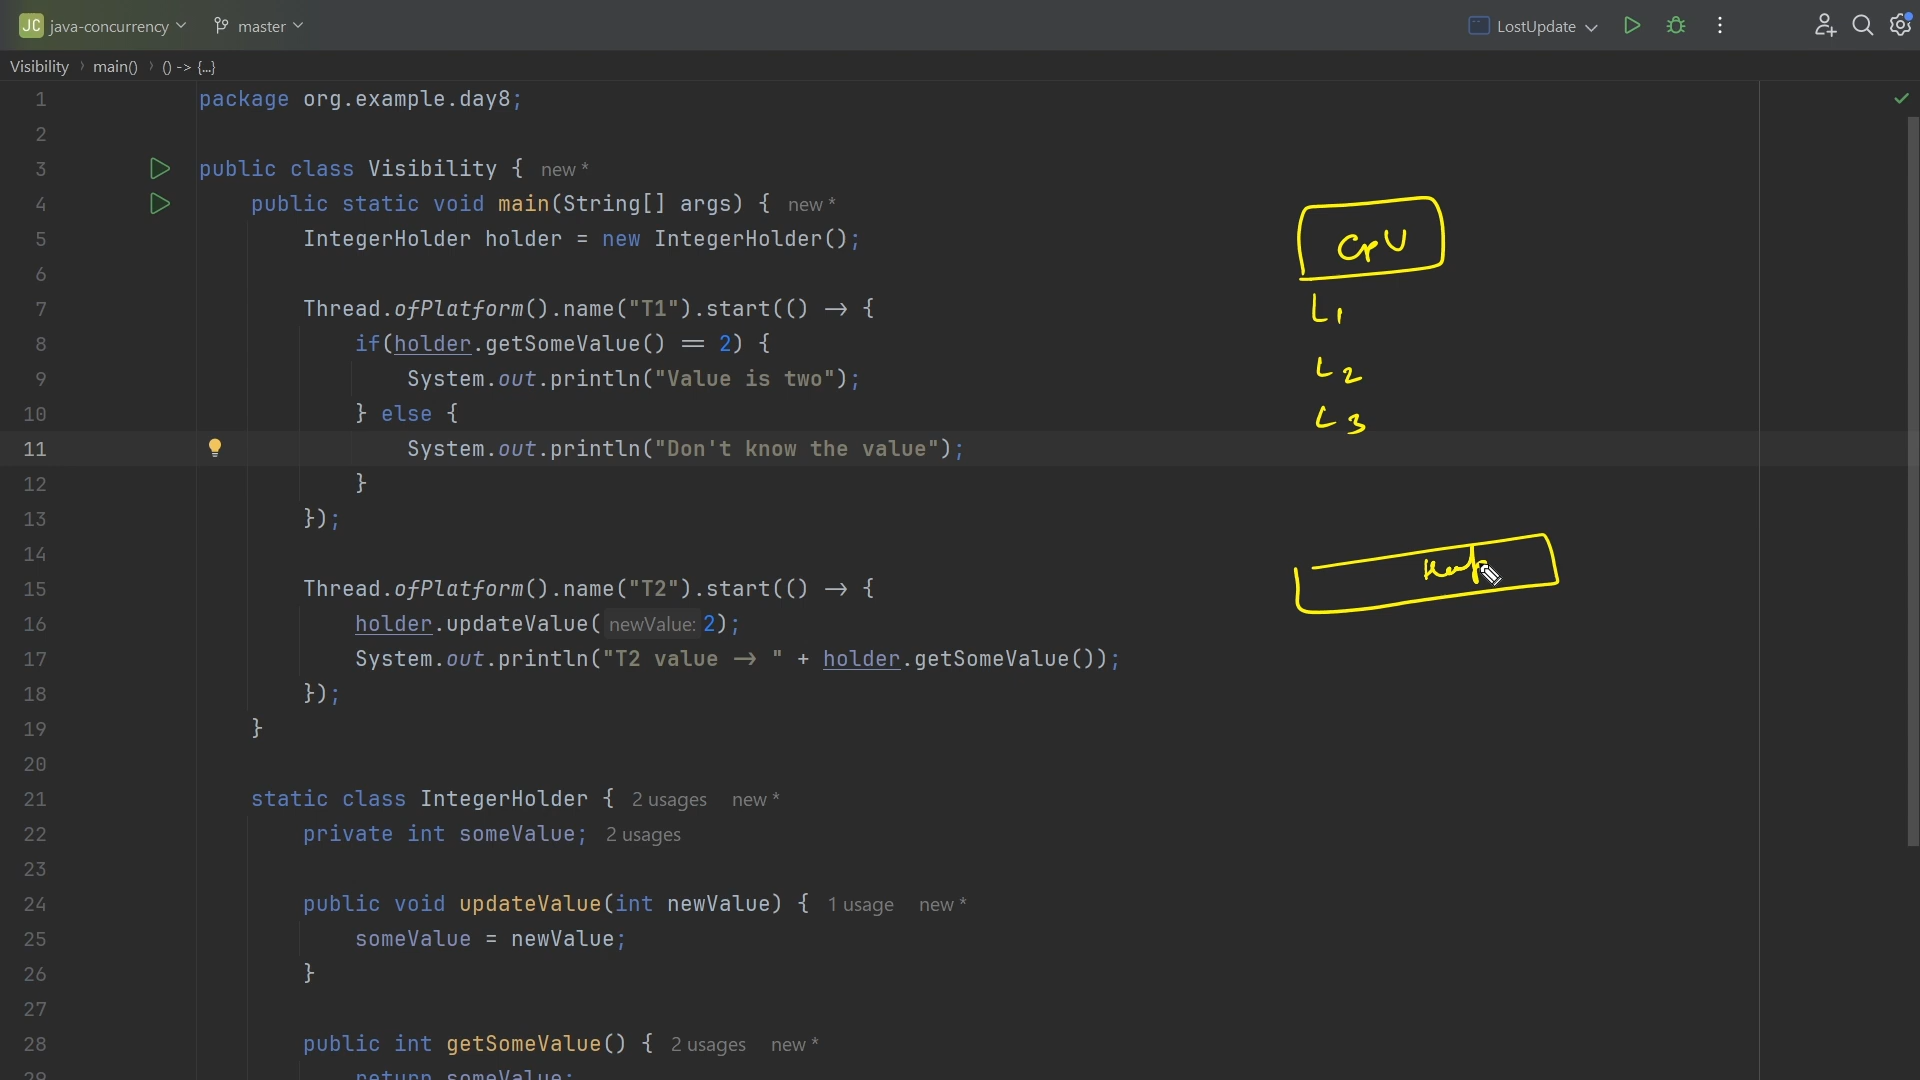 JC java-concurrency master LostUpdate
Visibility main() () -> {...}
1 package org.example.day8;
2
3 public class Visibility { new *
4 public static void main(String[] args) { new *
5 IntegerHolder holder = new IntegerHolder();
6
7 Thread.ofPlatform().name("T1").start(() -> {
8 if(holder.getSomeValue() == 2) {
9 System.out.println("Value is two");
10 } else {
11 System.out.println("Don't know the value");
12 }
13 });
14
15 Thread.ofPlatform().name("T2").start(() -> {
16 holder.updateValue( newValue: 2);
17 System.out.println("T2 value -> " + holder.getSomeValue());
18 });
19 }
20
21 static class IntegerHolder { 2 usages new *
22 private int someValue; 2 usages
23
24 public void updateValue(int newValue) { 1 usage new *
25 someValue = newValue;
26 }
27
28 public int getSomeValue() { 2 usages new *
29 return someValue;
CPU
L1
L2
L3